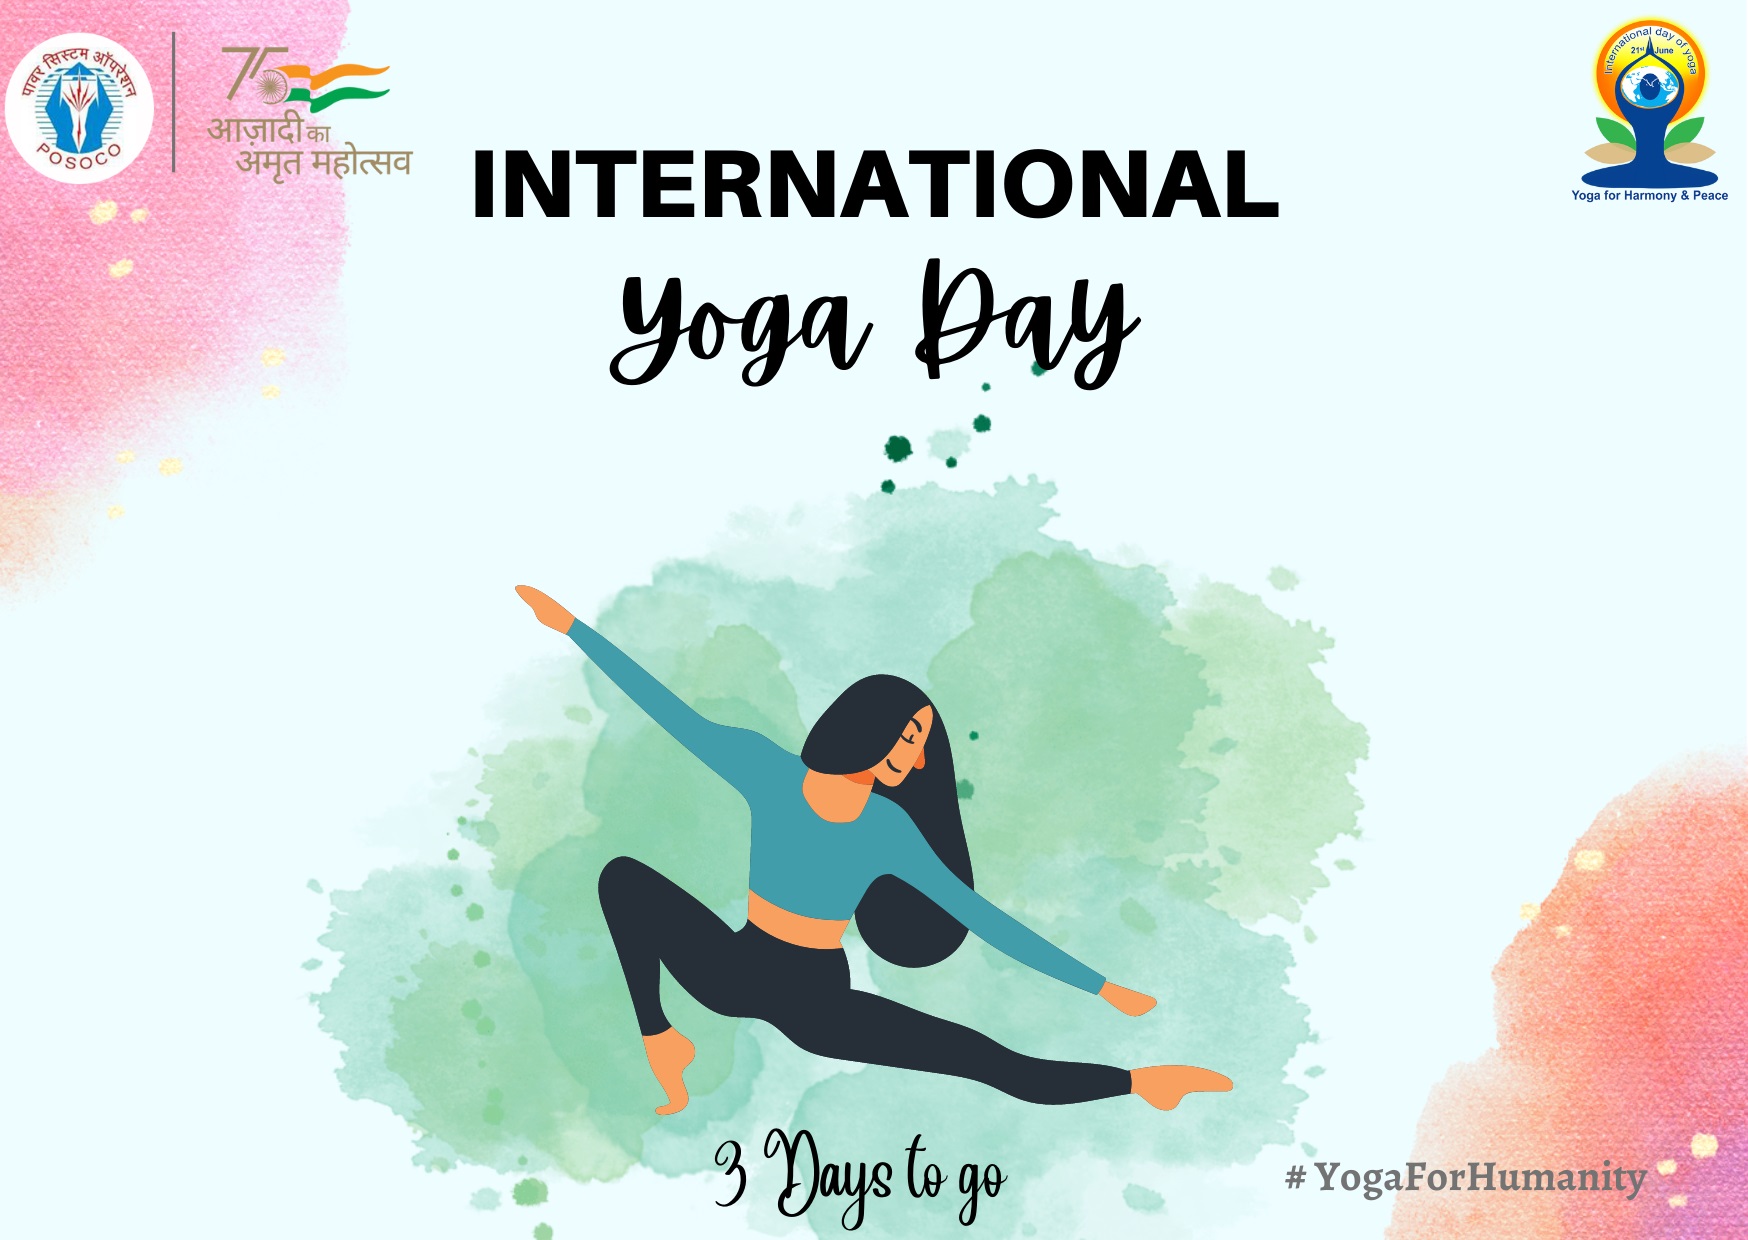 पावर सिस्टम ऑपरेशन
POSOCO
75
आज़ादी का
अमृत महोत्सव
International day of yoga
21st June
Yoga for Harmony & Peace
INTERNATIONAL
Yoga Day
3 Days to go
# YogaForHumanity